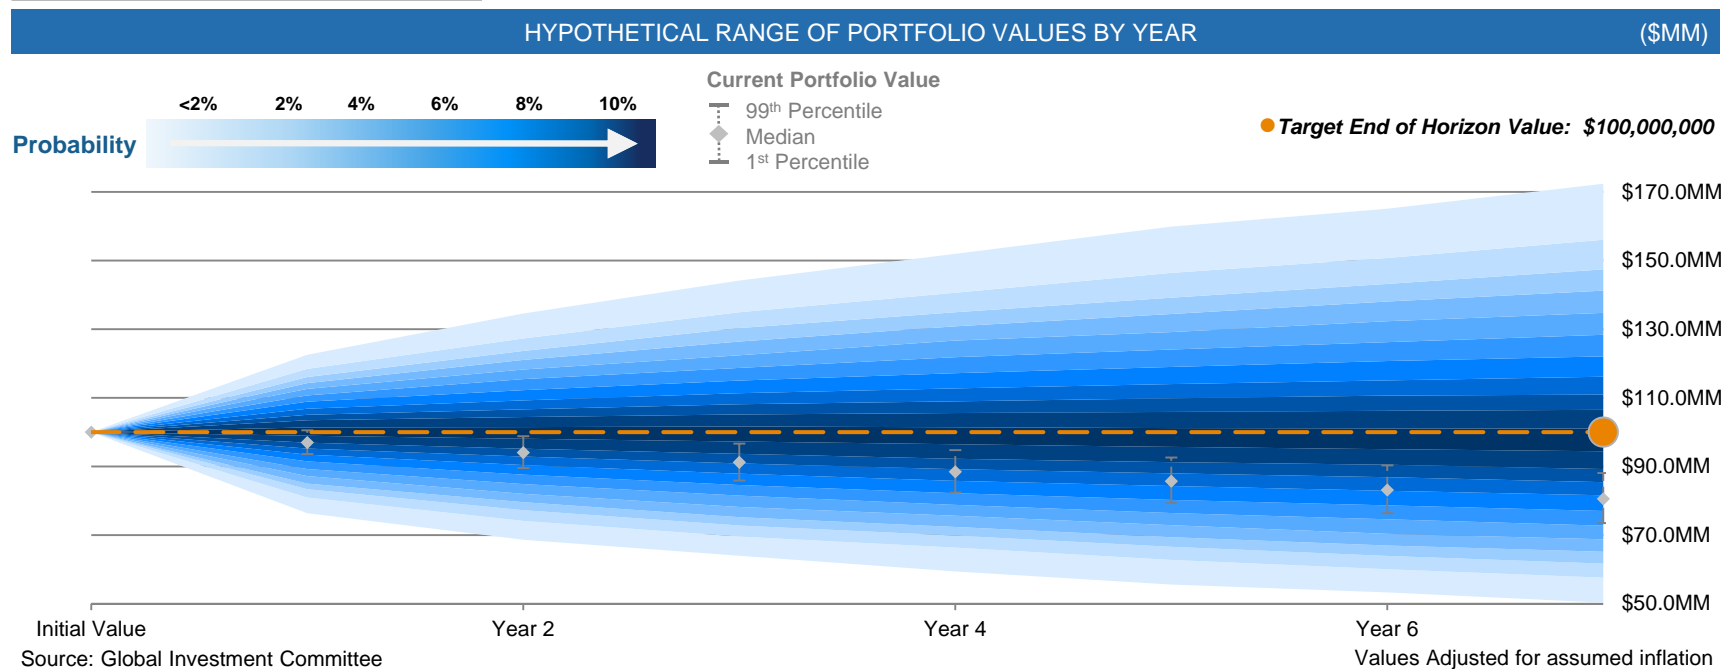 HYPOTHETICAL RANGE OF PORTFOLIO VALUES BY YEAR ($MM)
Current Portfolio Value
<2% 2% 4% 6% 8% 10%
99th Percentile
Probability
Median
Target End of Horizon Value: $100,000,000
1st Percentile
$170.0MM
$150.0MM
$130.0MM
$110.0MM
$90.0MM
$70.0MM
$50.0MM
Initial Value Year 2 Year 4 Year 6
Source: Global Investment Committee Values Adjusted for assumed inflation